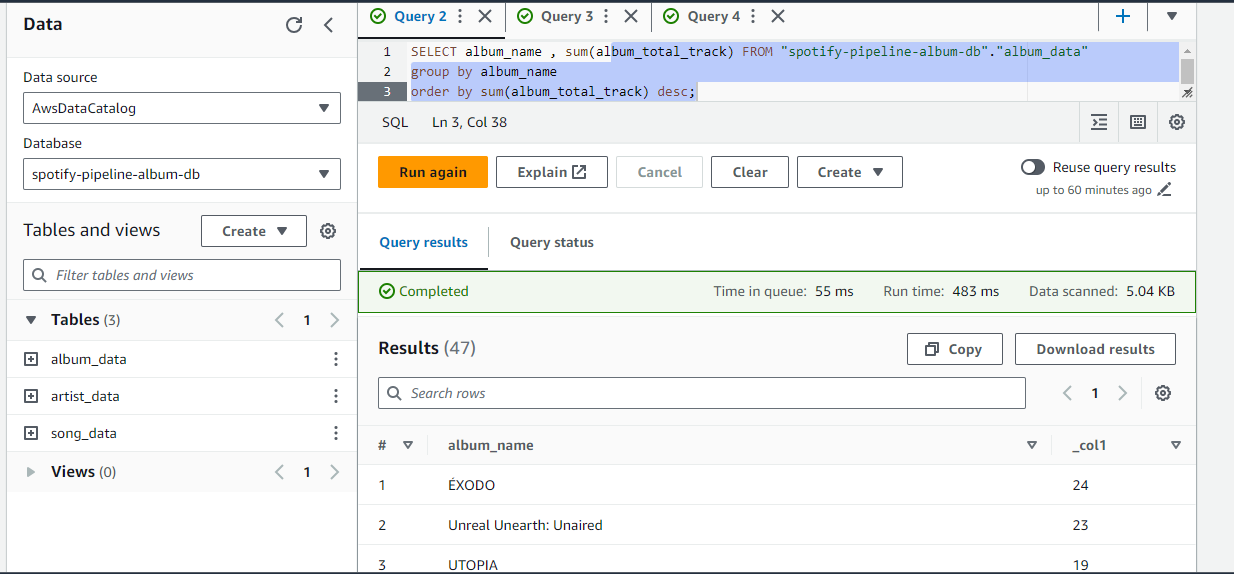 Data
Data source
AwsDataCatalog
Database
spotify-pipeline-album-db
Tables and views
Create
Filter tables and views
Tables (3)
1
album_data
artist_data
song_data
Views (0)
1
Query 2
Query 3
Query 4
1 SELECT album_name , sum(album_total_track) FROM "spotify-pipeline-album-db"."album_data"
2 group by album_name
3 order by sum(album_total_track) desc;
SQL Ln 3, Col 38
Run again
Explain
Cancel
Clear
Create
Reuse query results
up to 60 minutes ago
Query results
Query status
Completed
Time in queue: 55 ms
Run time: 483 ms
Data scanned: 5.04 KB
Results (47)
Copy
Download results
Search rows
1
# album_name _col1
1 ÉXODO 24
2 Unreal Unearth: Unaired 23
3 UTOPIA 19